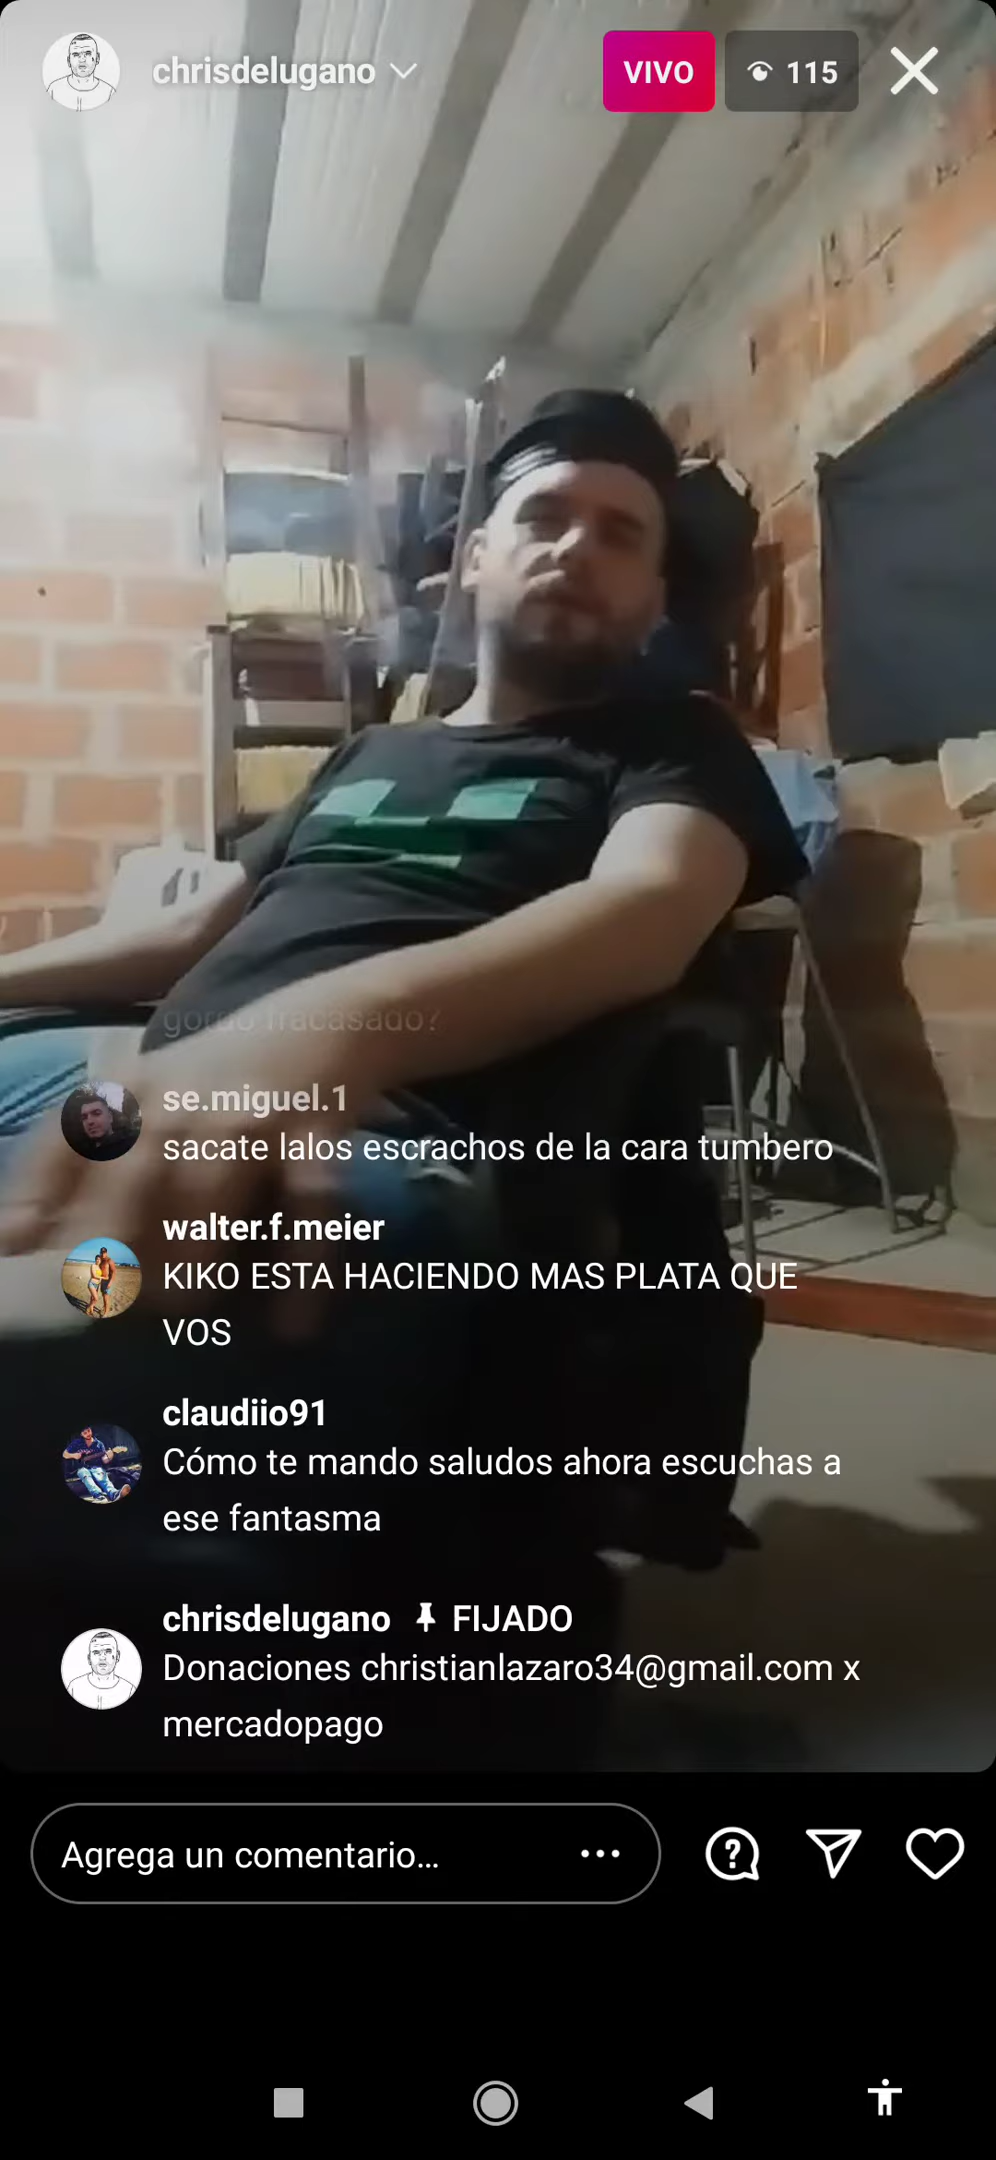 chrisdelugano
VIVO
115
gordo fracasado?
se.miguel.1
sacate lalos escrachos de la cara tumbero
walter.f.meier
KIKO ESTA HACIENDO MAS PLATA QUE
VOS
claudiio91
Cómo te mando saludos ahora escuchas a
ese fantasma
chrisdelugano FIJADO
Donaciones christianlazaro34@gmail.com x
mercadopago
Agrega un comentario...